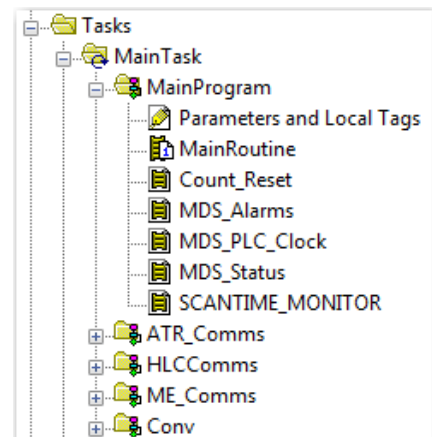 Tasks
MainTask
MainProgram
Parameters and Local Tags
MainRoutine
Count_Reset
MDS_Alarms
MDS_PLC_Clock
MDS_Status
SCANTIME_MONITOR
ATR_Comms
HLCComms
ME_Comms
Conv